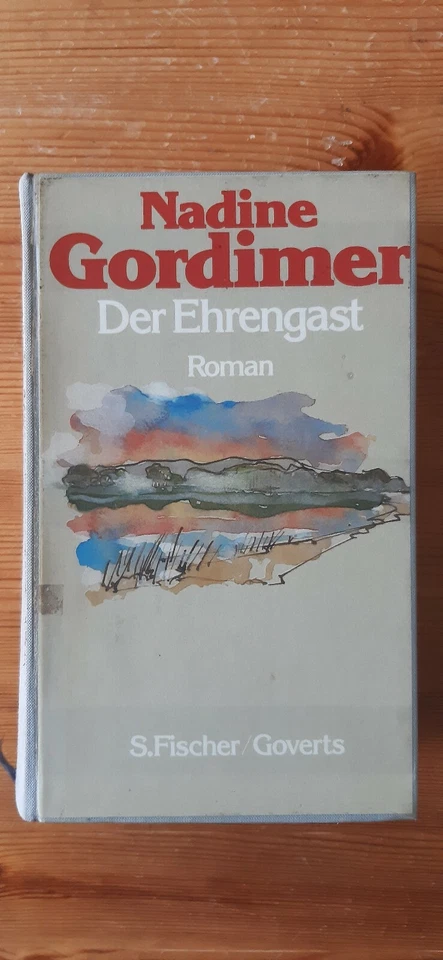 Nadine
Gordimer
Der Ehrengast
Roman
S.Fischer/Goverts